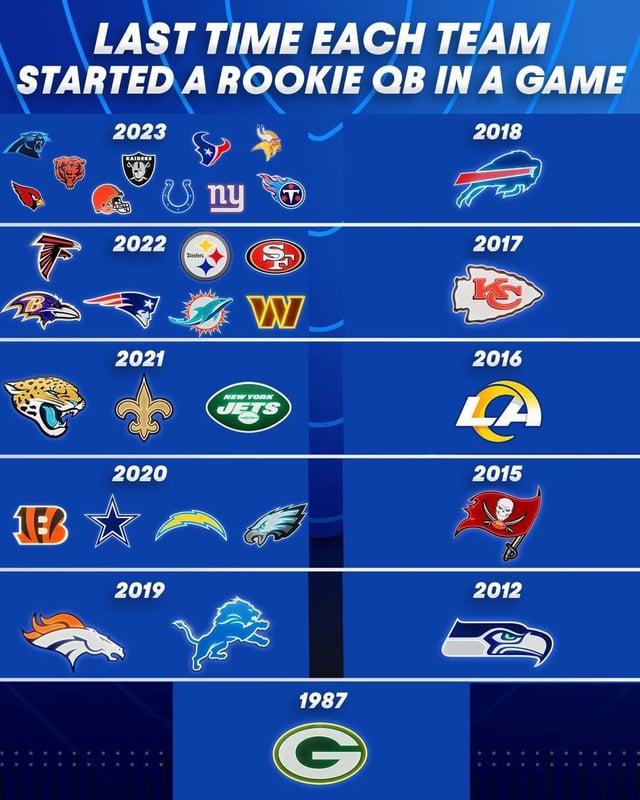 LAST TIME EACH TEAM
STARTED A ROOKIE QB IN A GAME
2023
RAIDERS
ny
T
2018
2022
Steelers
SF
B
W
2017
KC
2021
NEW YORK
JETS
2016
LA
2020
B
2015
2019
2012
1987
G